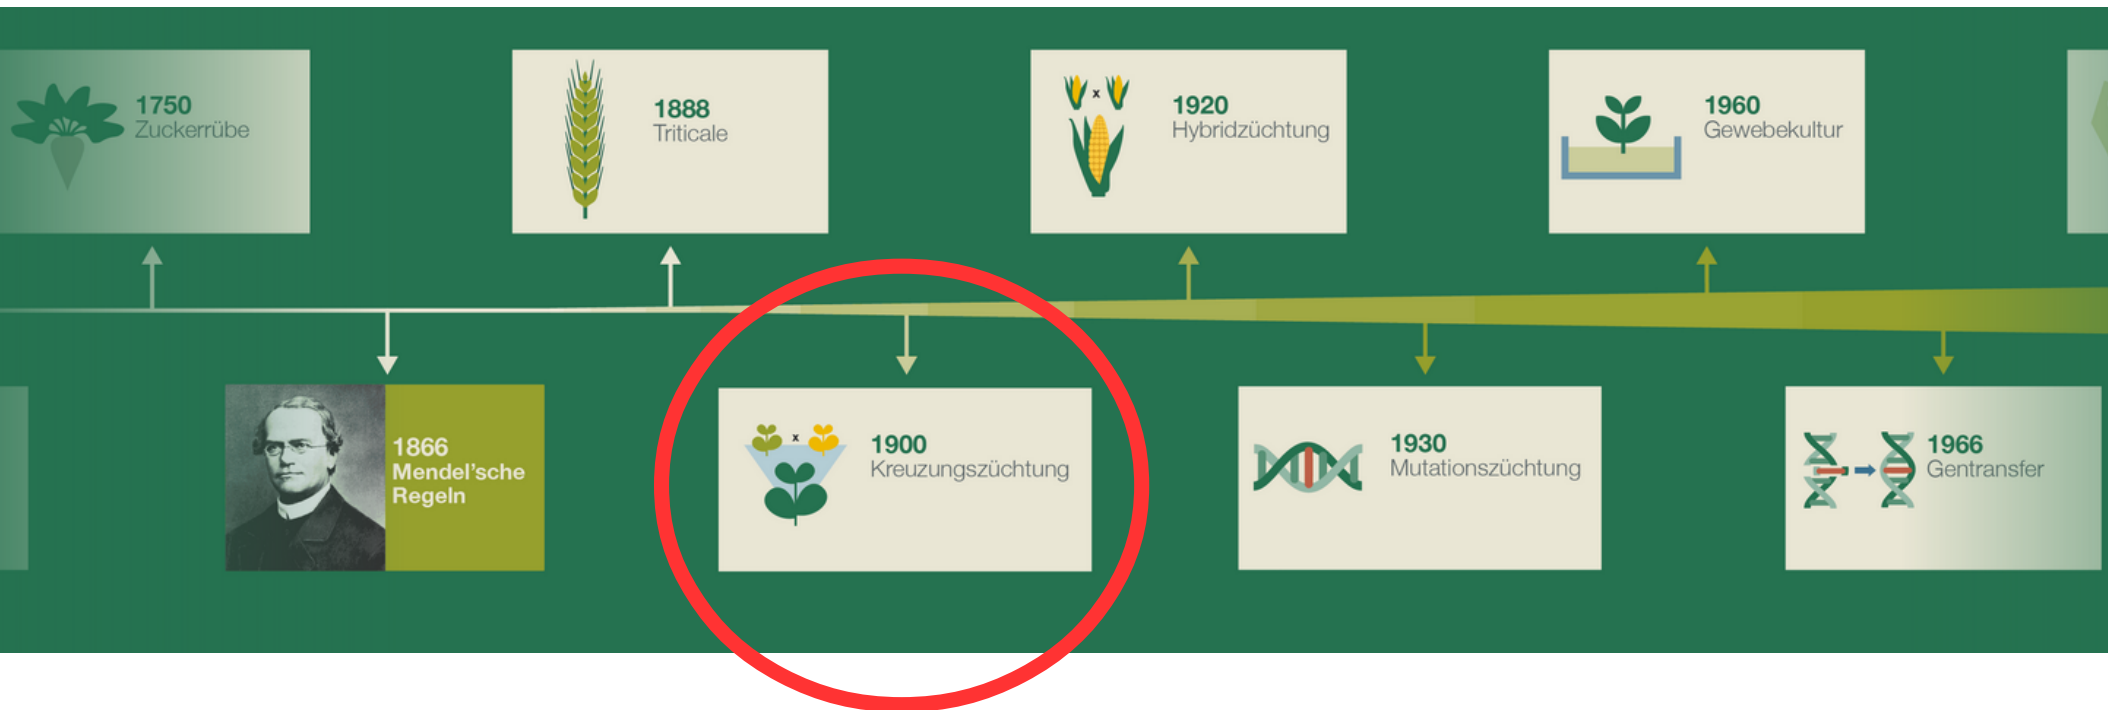 1750
Zuckerrübe
1888
Triticale
x
1920
Hybridzüchtung
1960
Gewebekultur
1866
Mendel'sche
Regeln
x
1900
Kreuzungszüchtung
1930
Mutationszüchtung
1966
Gentransfer